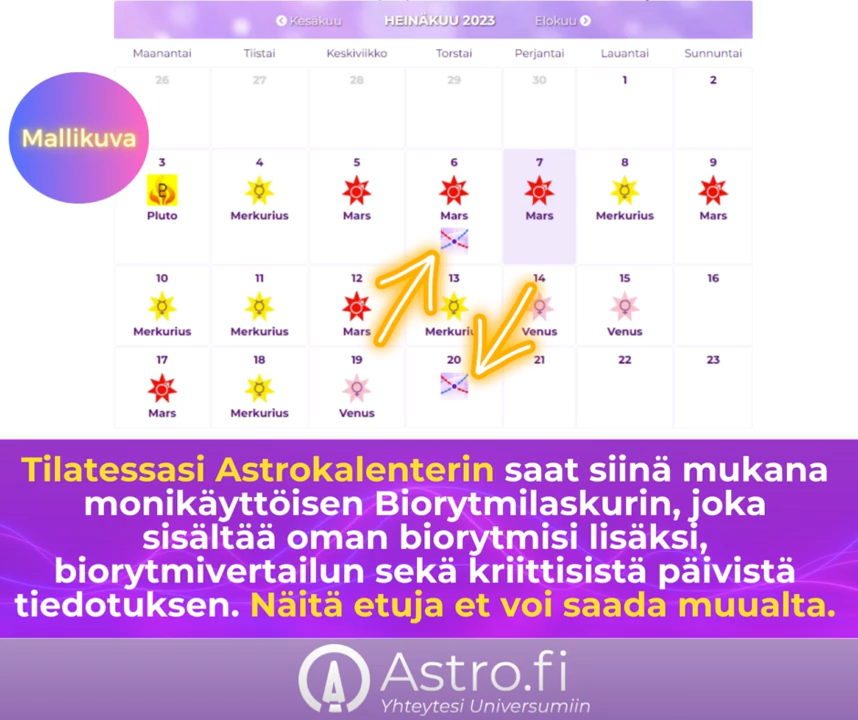 Kesäkuu HEINÄKUU 2023 Elokuu
Maanantai Tiistai Keskiviikko Torstai Perjantai Lauantai Sunnuntai
26 27 28 29 30 1 2
Mallikuva
3 4 5 6 7 8 9
Pluto Merkurius Mars Mars Mars Merkurius Mars
10 11 12 13 14 15 16
Merkurius Merkurius Mars Merkuriu Venus Venus
17 18 19 20 21 22 23
Mars Merkurius Venus
Tilatessasi Astrokalenterin saat siinä mukana
monikäyttöisen Biorytmilaskurin, joka
sisältää oman biorytmisi lisäksi,
biorytmivertailun sekä kriittisistä päivistä
tiedotuksen. Näitä etuja et voi saada muualta.
Astro.fi
Yhteytesi Universumiin